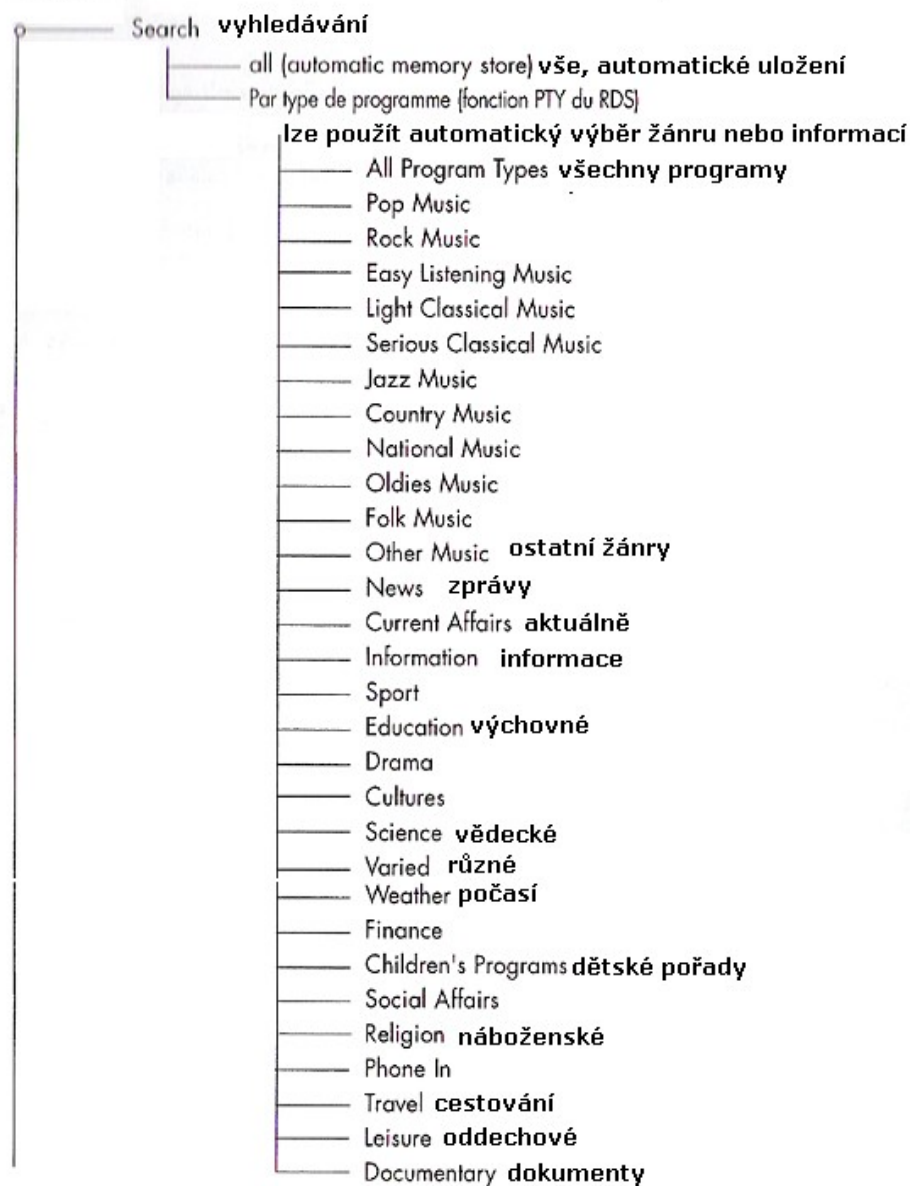 Search vyhledávání
all (automatic memory store) vše, automatické uložení
Par type de programme (fonction PTY du RDS)
lze použít automatický výběr žánru nebo informací
All Program Types všechny programy
Pop Music
Rock Music
Easy Listening Music
Light Classical Music
Serious Classical Music
Jazz Music
Country Music
National Music
Oldies Music
Folk Music
Other Music ostatní žánry
News zprávy
Current Affairs aktuálně
Information informace
Sport
Education výchovné
Drama
Cultures
Science vědecké
Varied různé
Weather počasí
Finance
Children's Programs dětské pořady
Social Affairs
Religion náboženské
Phone In
Travel cestování
Leisure oddechové
Documentary dokumenty